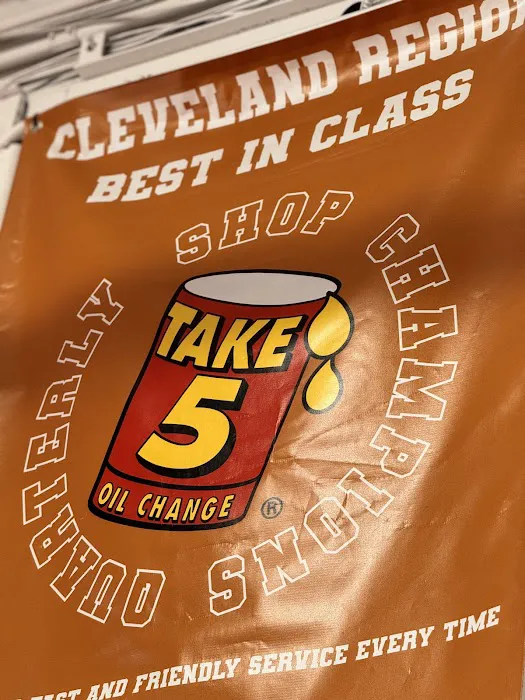 CLEVELAND REGIO
BEST IN CLASS
QUARTERLY SHOP CHAMPIONS
TAKE
5
OIL CHANGE
®
AND FRIENDLY SERVICE EVERY TIME